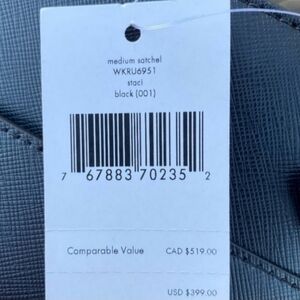 medium satchel
WKRU6951
staci
black (001)
7 67883 70235 2
Comparable Value CAD $519.00
USD $399.00